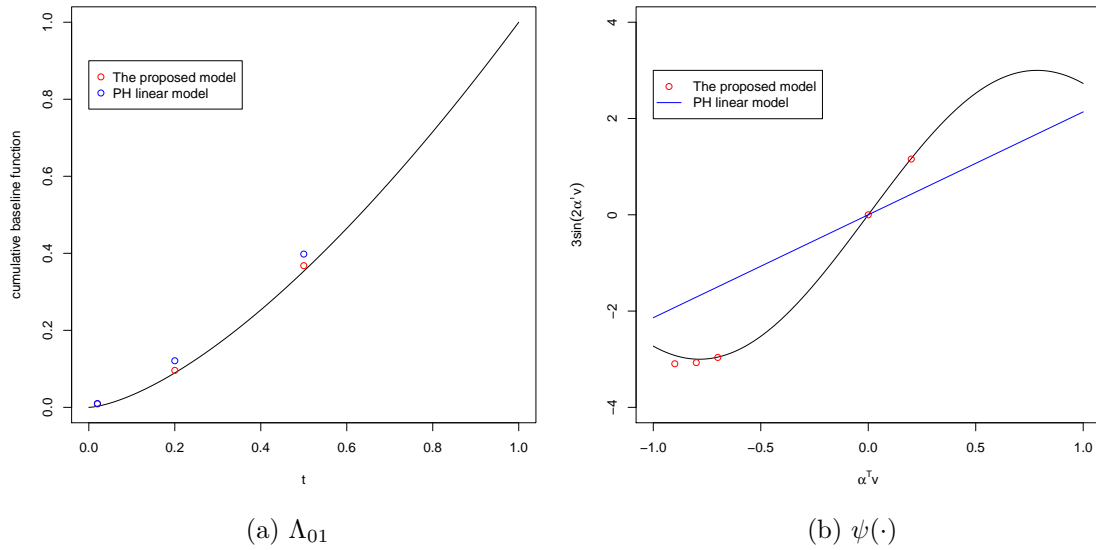 The proposed model
PH linear model
cumulative baseline function
0.0
0.2
0.4
0.6
0.8
1.0
0.0 0.2 0.4 0.6 0.8 1.0
t
(a) Λ₀₁
The proposed model
PH linear model
3sin(2α'v)
−4
−2
0
2
4
−1.0 −0.5 0.0 0.5 1.0
αᵀv
(b) ψ(·)